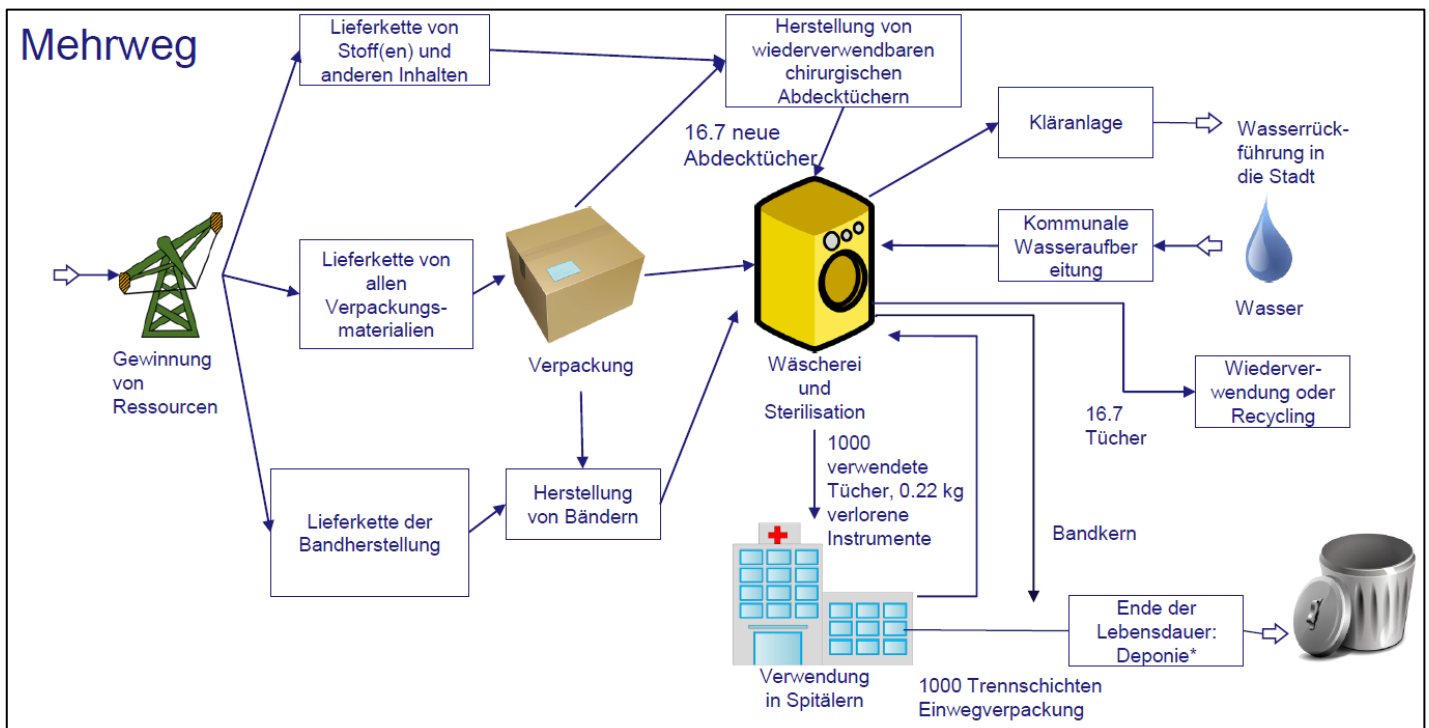 Mehrweg
Lieferkette von
Stoff(en) und
anderen Inhalten
Herstellung von
wiederverwendbaren
chirurgischen
Abdecktüchern
16.7 neue
Abdecktücher
Kläranlage
Wasserrück-
führung in
die Stadt
Gewinnung
von
Ressourcen
Lieferkette von
allen
Verpackungs-
materialien
Verpackung
Wäscherei
und
Sterilisation
Kommunale
Wasseraufber
eitung
Wasser
Wiederver-
wendung oder
Recycling
16.7
Tücher
1000
verwendete
Tücher, 0.22 kg
verlorene
Instrumente
Lieferkette der
Bandherstellung
Herstellung
von Bändern
Bandkern
Verwendung
in Spitälern
Ende der
Lebensdauer:
Deponie*
1000 Trennschichten
Einwegverpackung